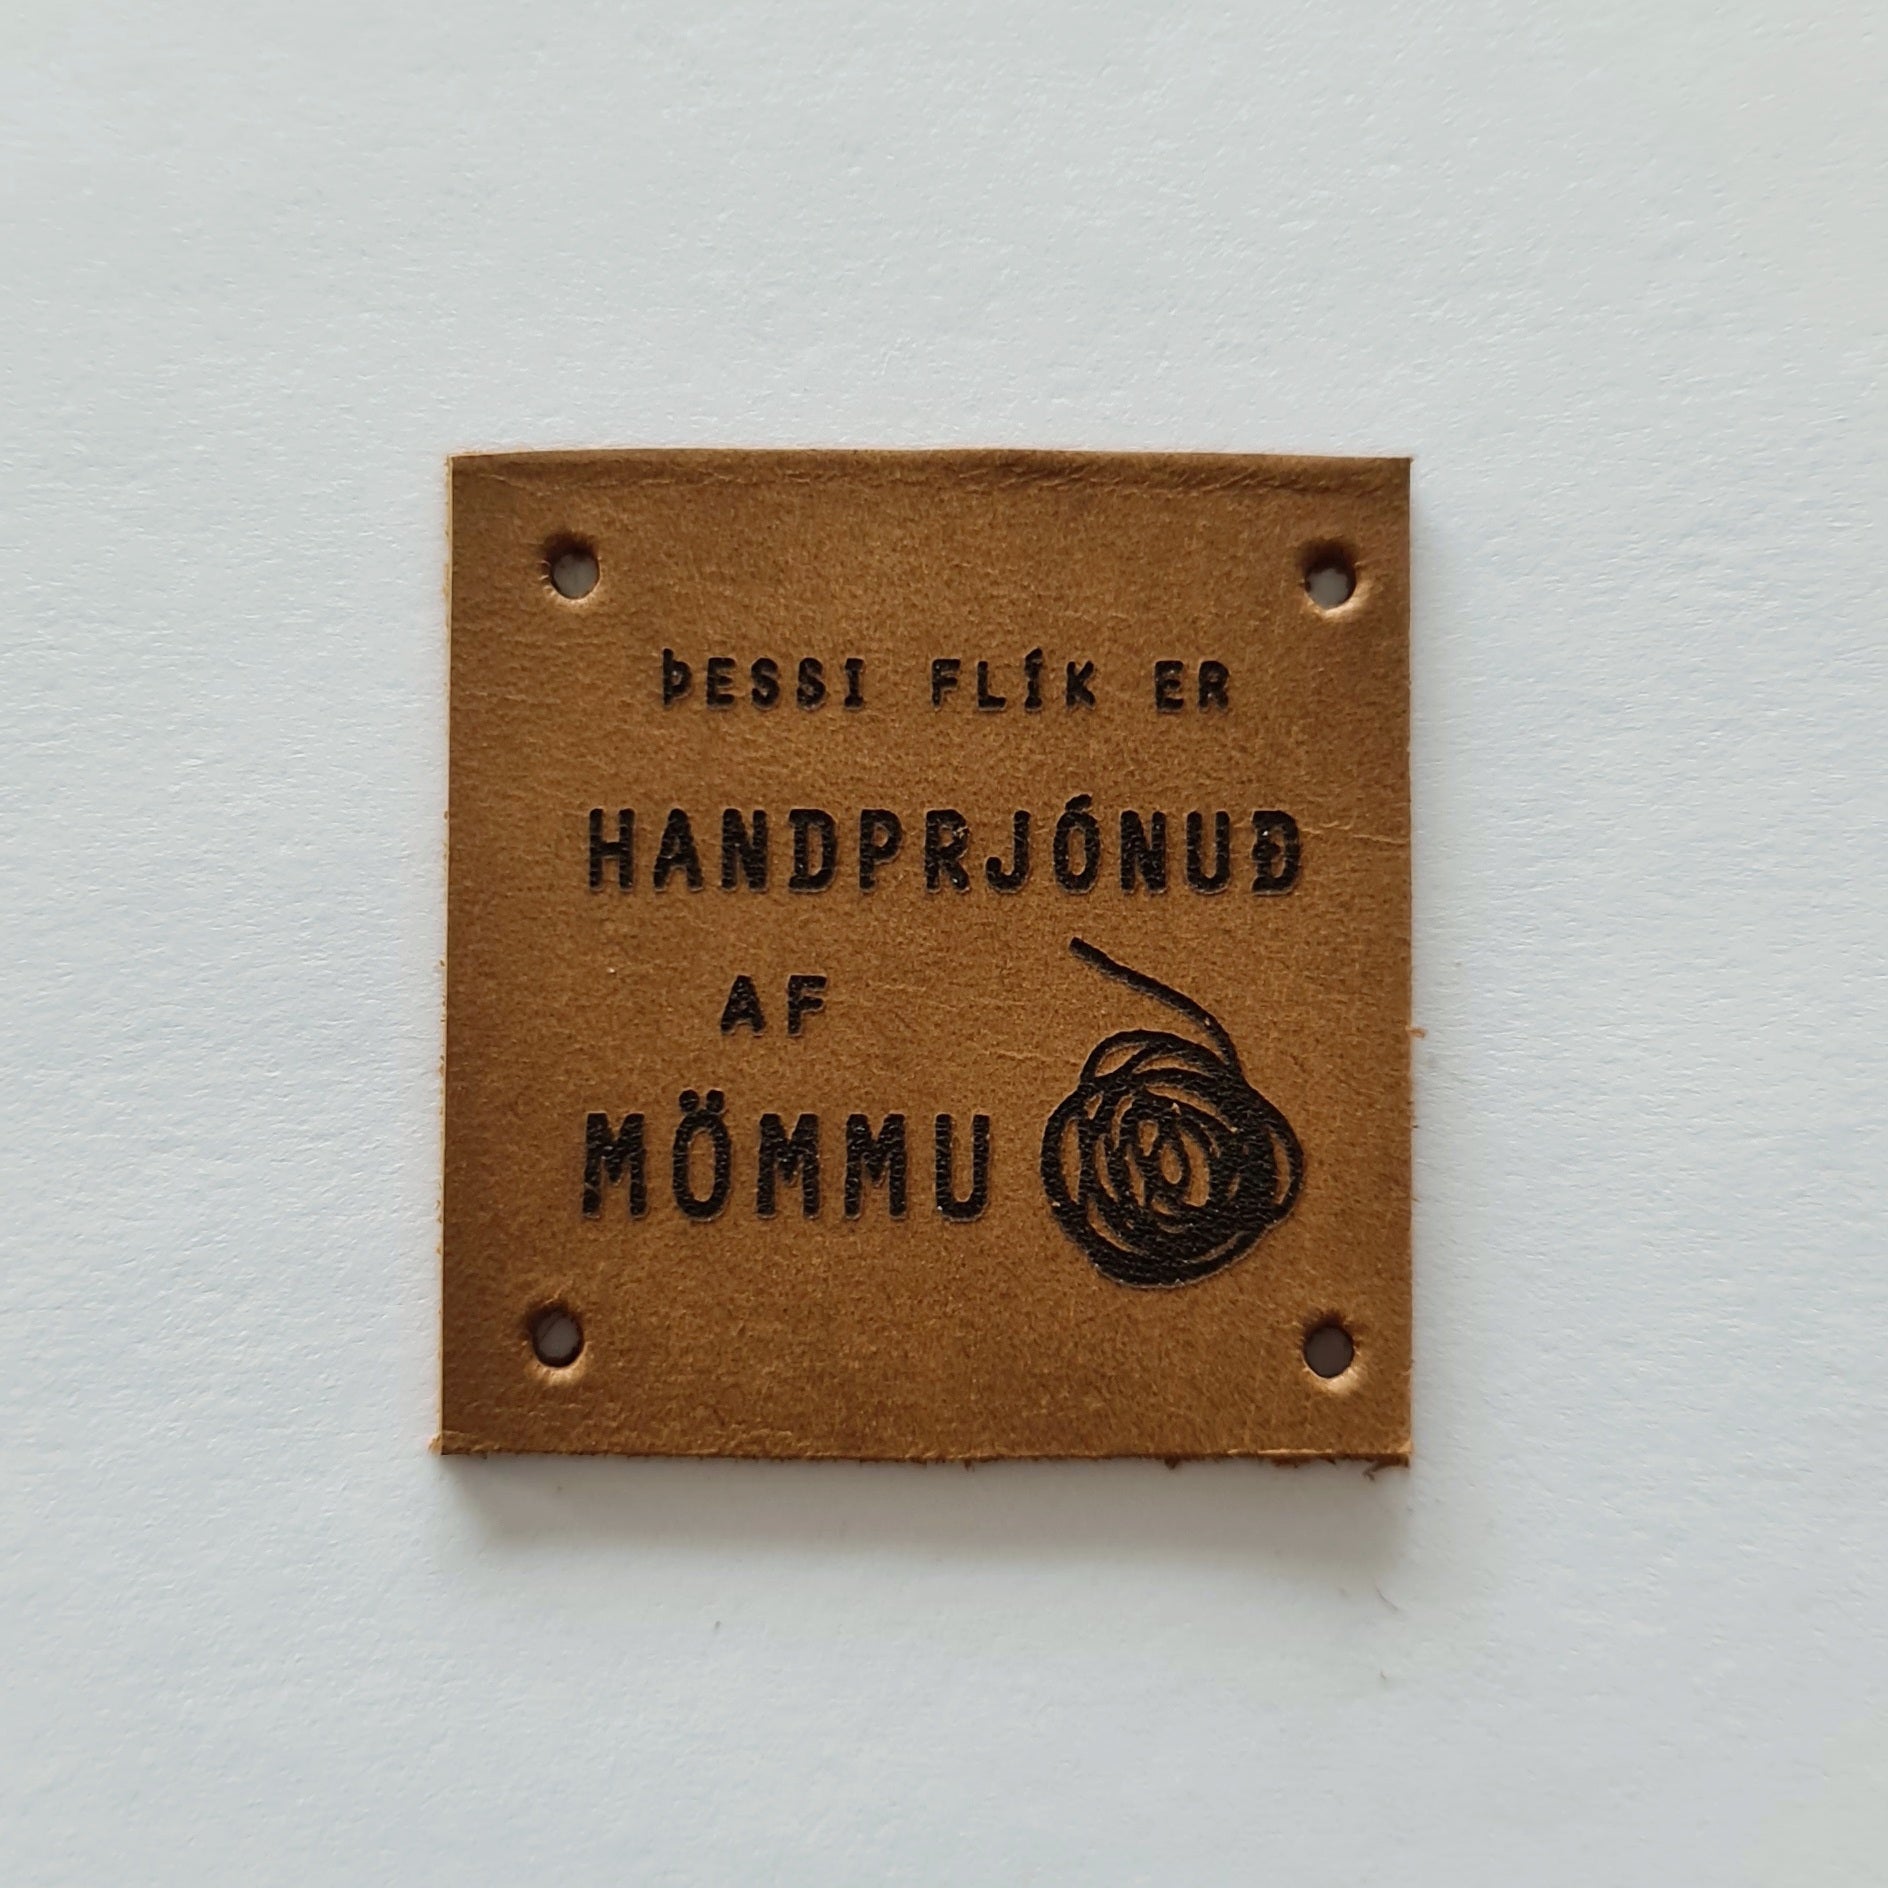 ÞESSI FLÍK ER
HANDPRJÓNUÐ
AF
MÖMMU